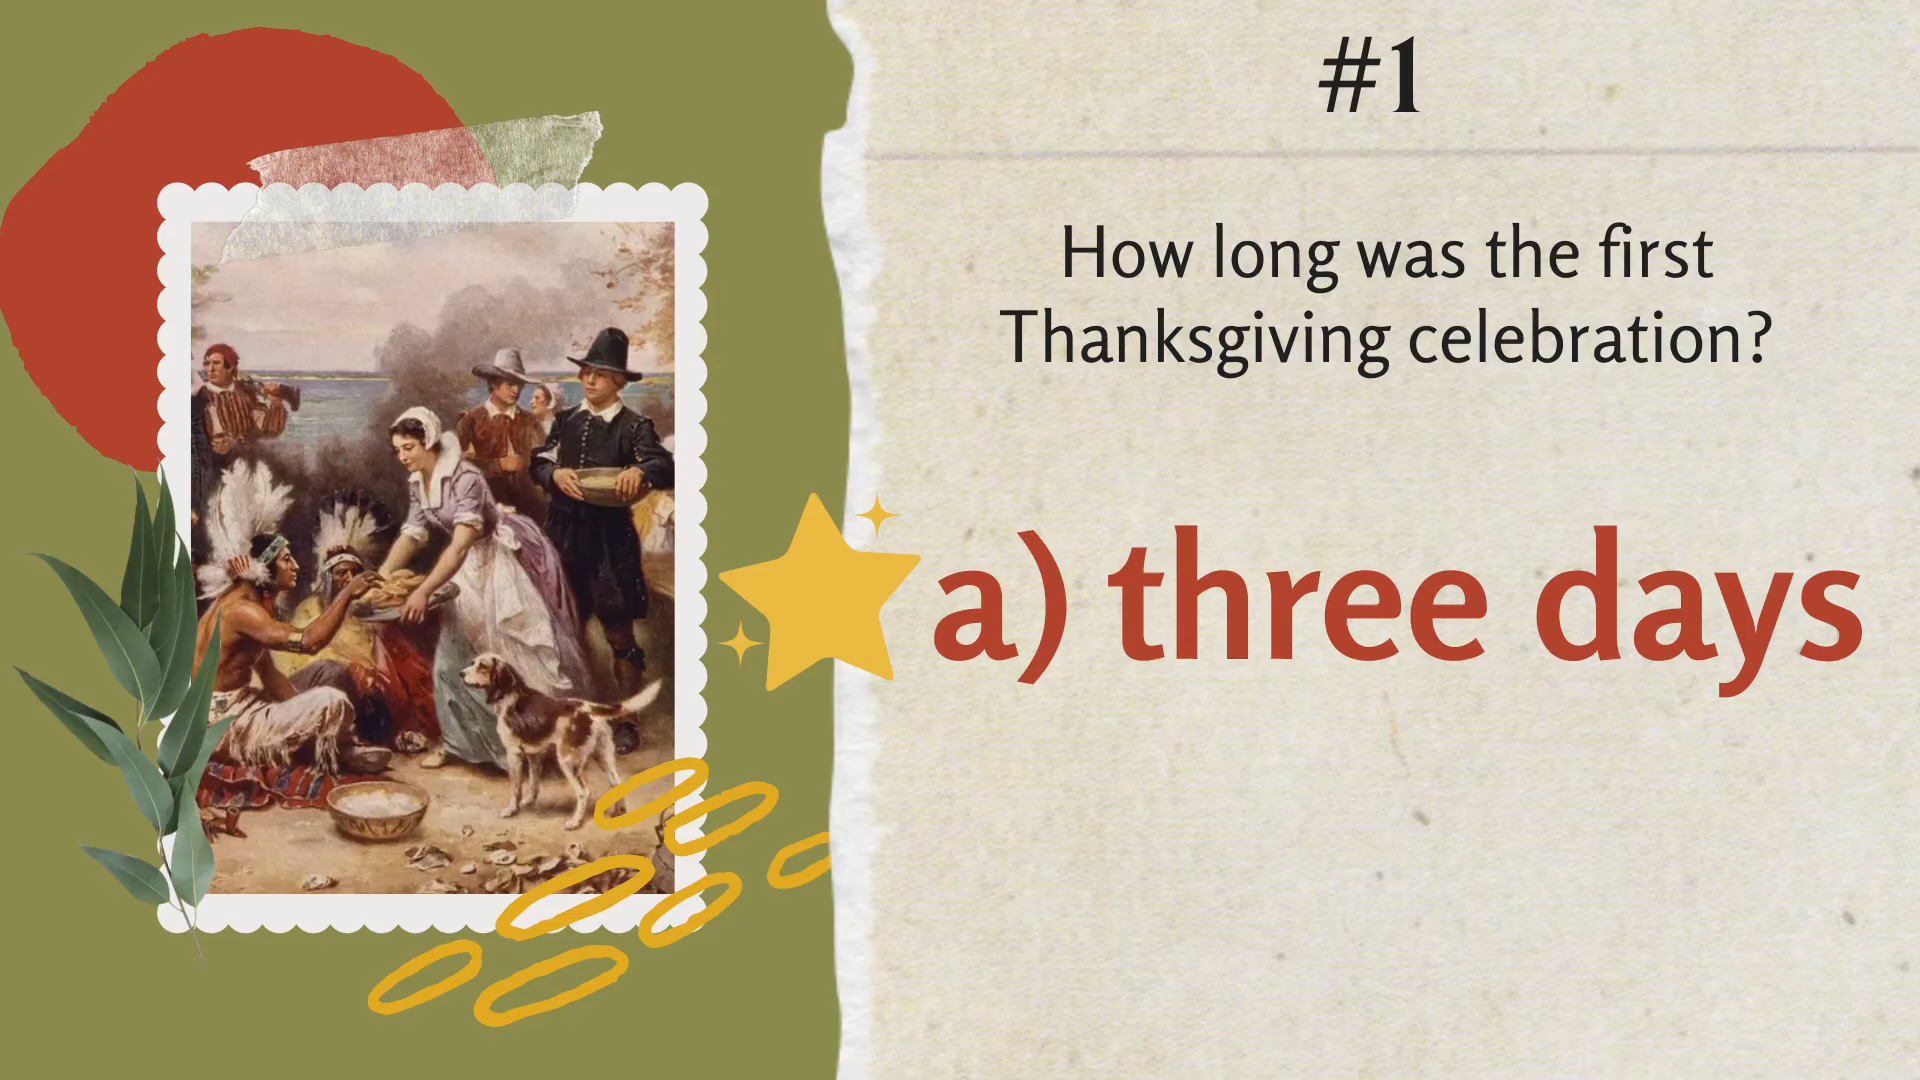 #1
How long was the first
Thanksgiving celebration?
a) three days